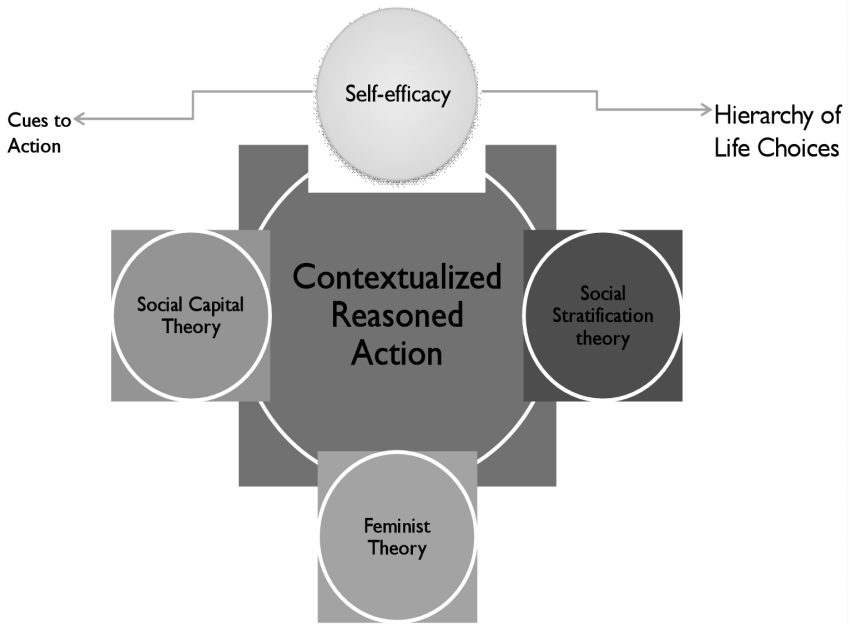 Self-efficacy
Cues to
Action
Hierarchy of
Life Choices
Contextualized
Reasoned
Action
Social Capital
Theory
Social
Stratification
theory
Feminist
Theory